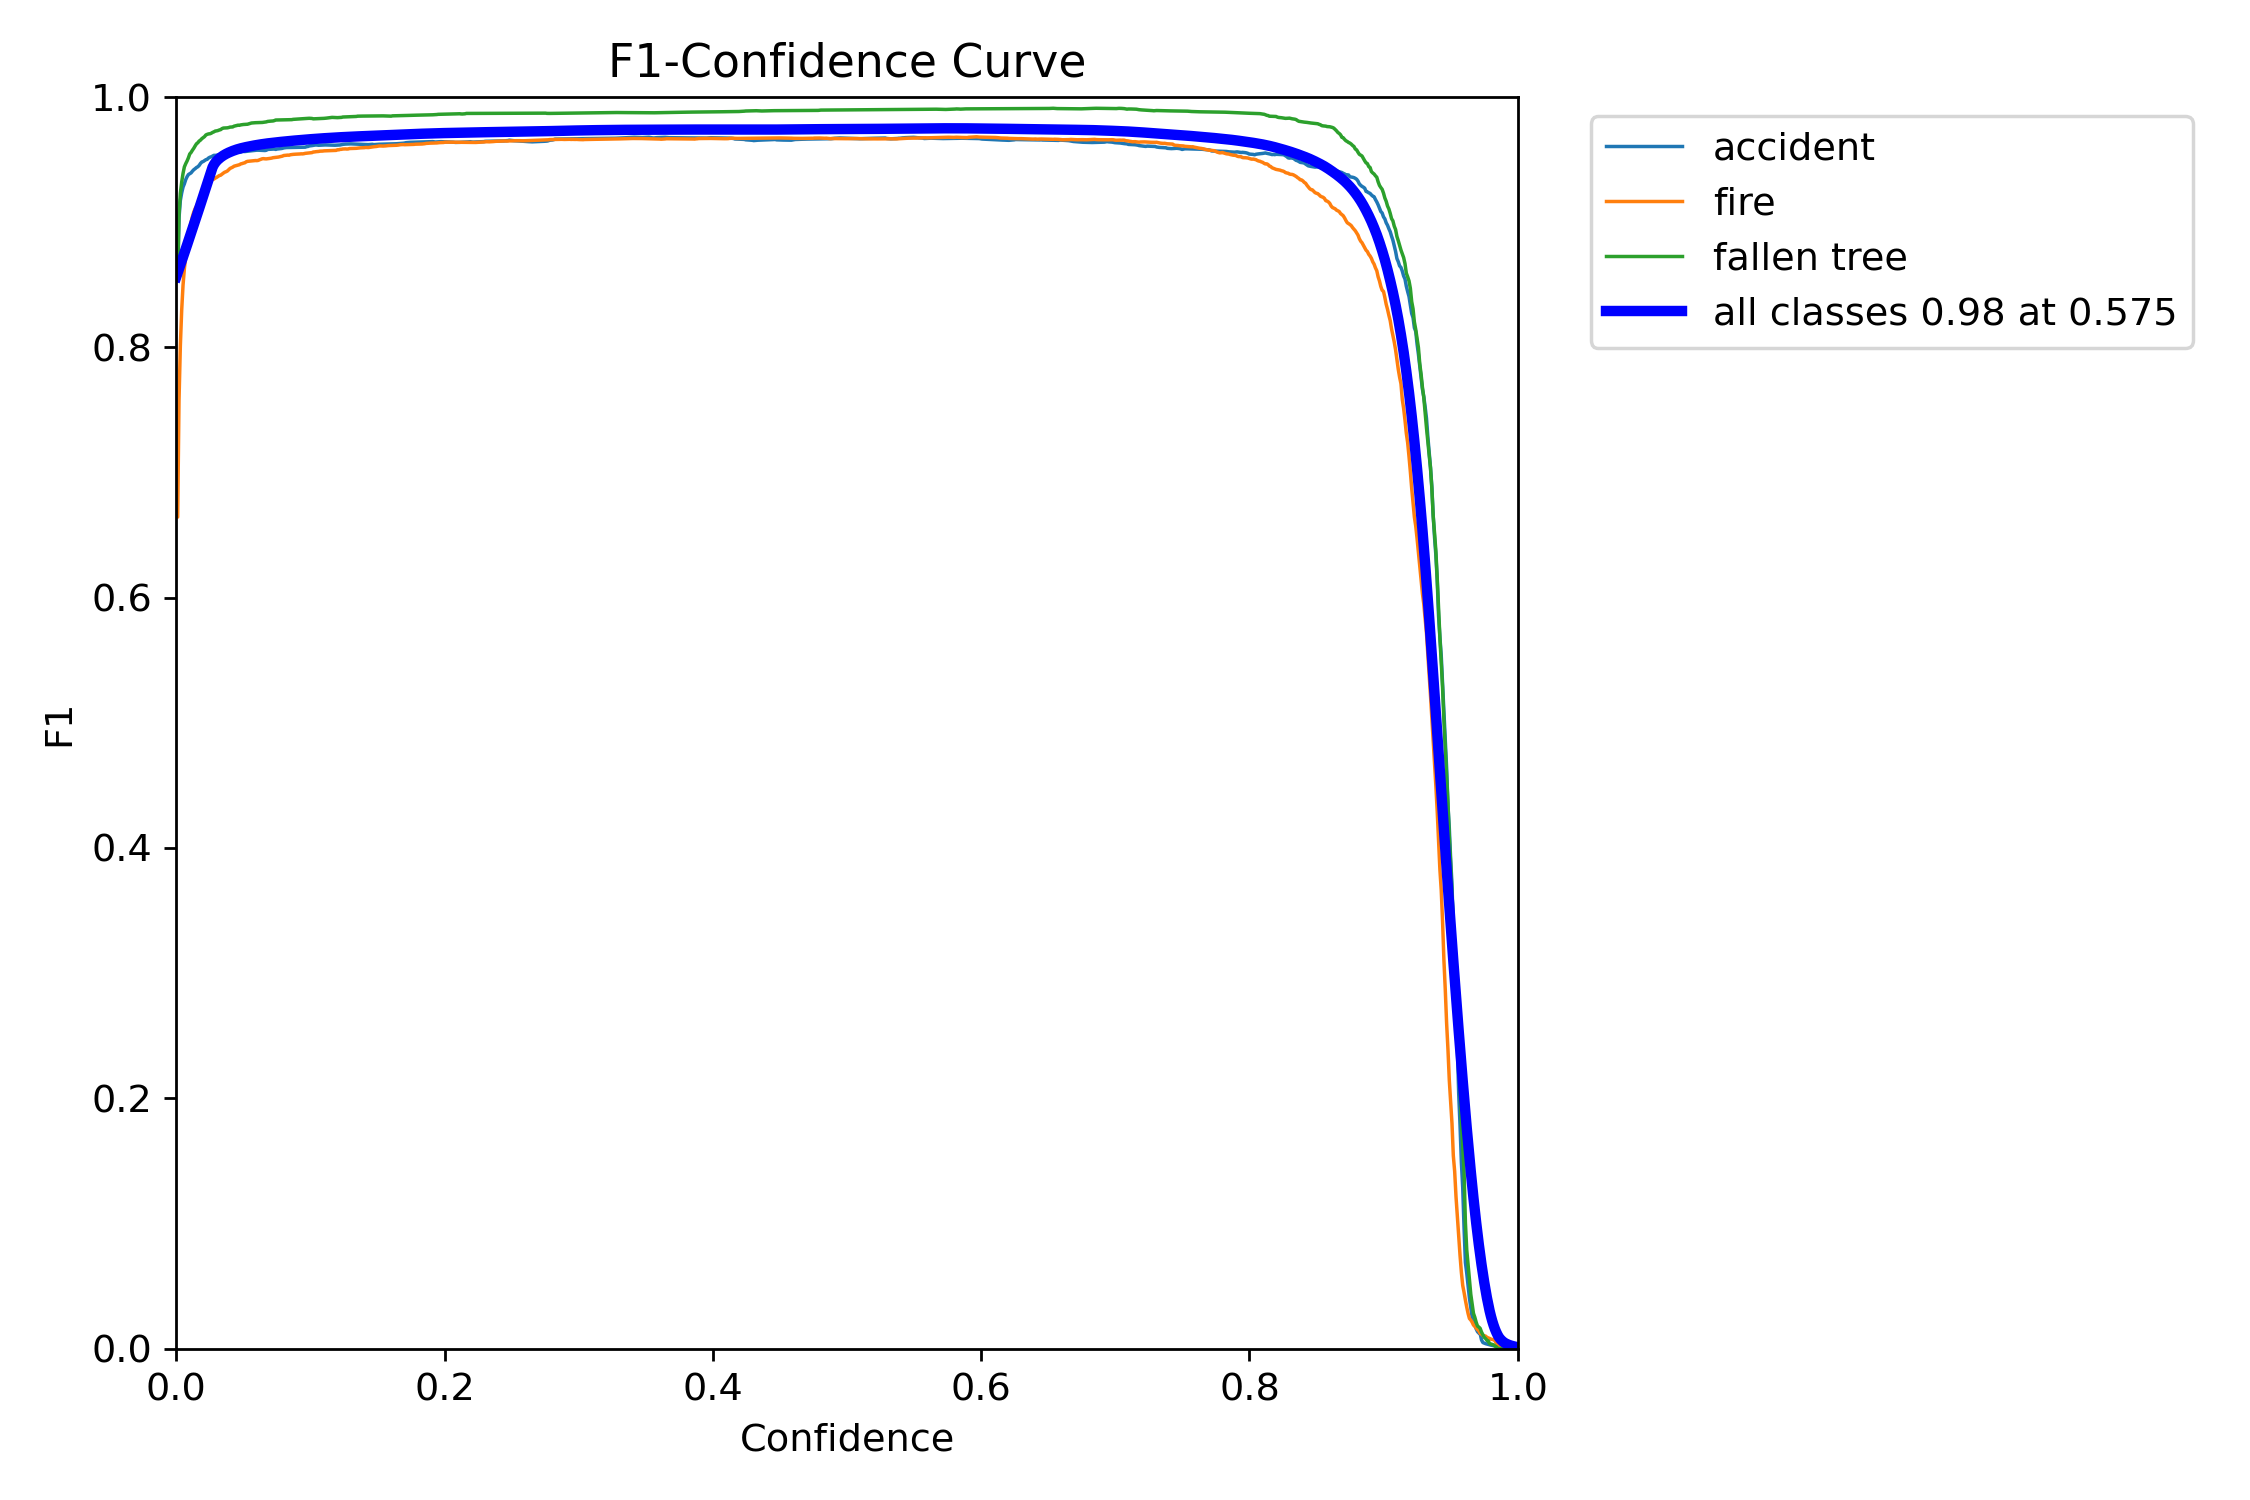 F1-Confidence Curve
1.0
0.8
0.6
0.4
0.2
0.0
F1
0.0 0.2 0.4 0.6 0.8 1.0
Confidence
accident
fire
fallen tree
all classes 0.98 at 0.575